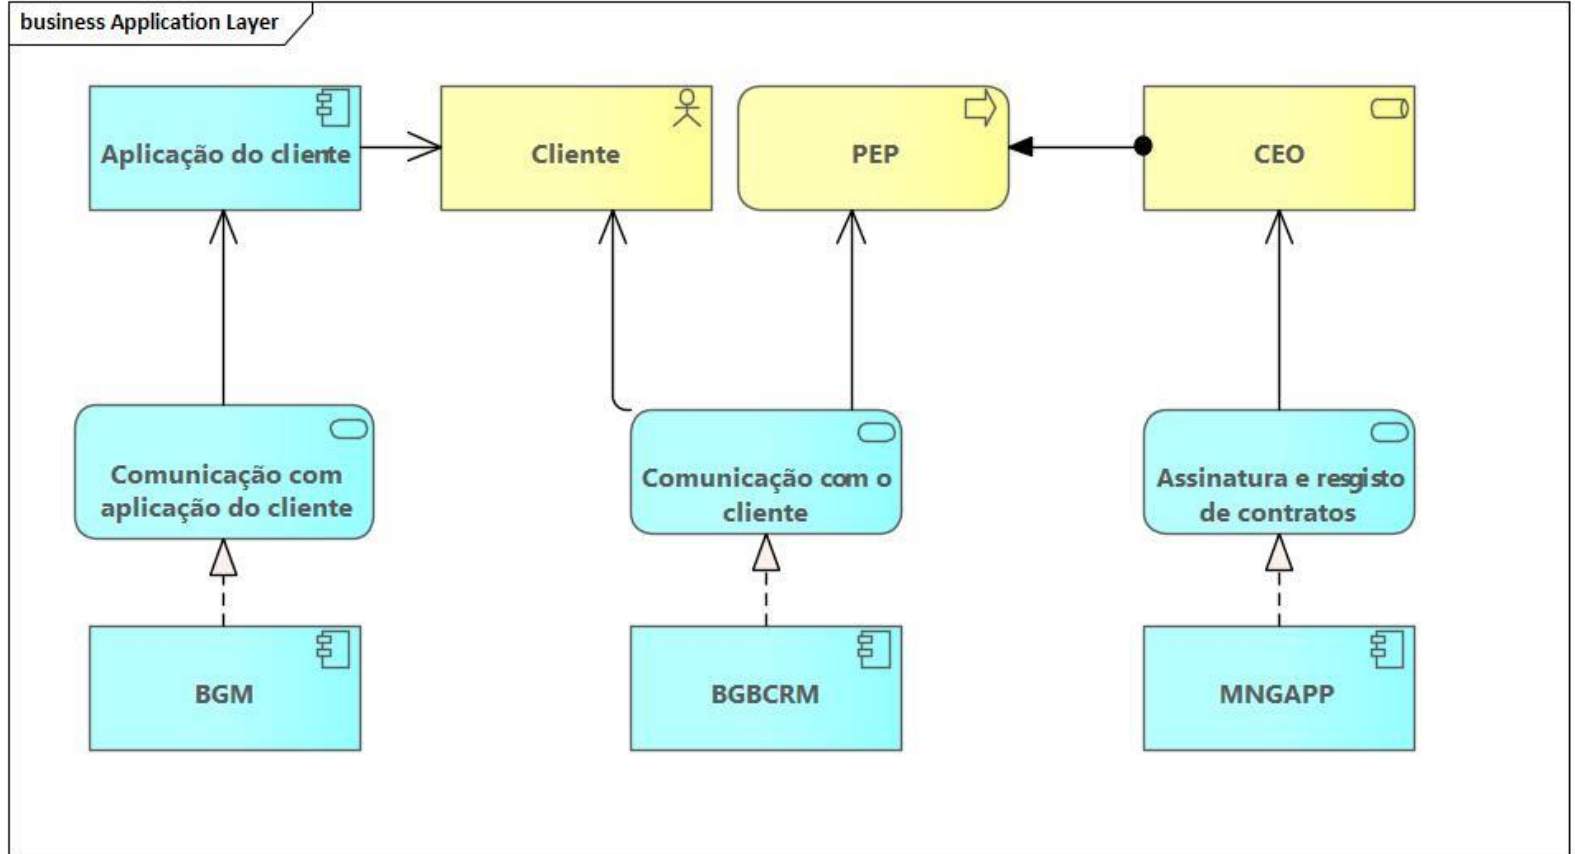 business Application Layer
Aplicação do cliente
Cliente
PEP
CEO
Comunicação com
aplicação do cliente
Comunicação com o
cliente
Assinatura e resgisto
de contratos
BGM
BGBCRM
MNGAPP